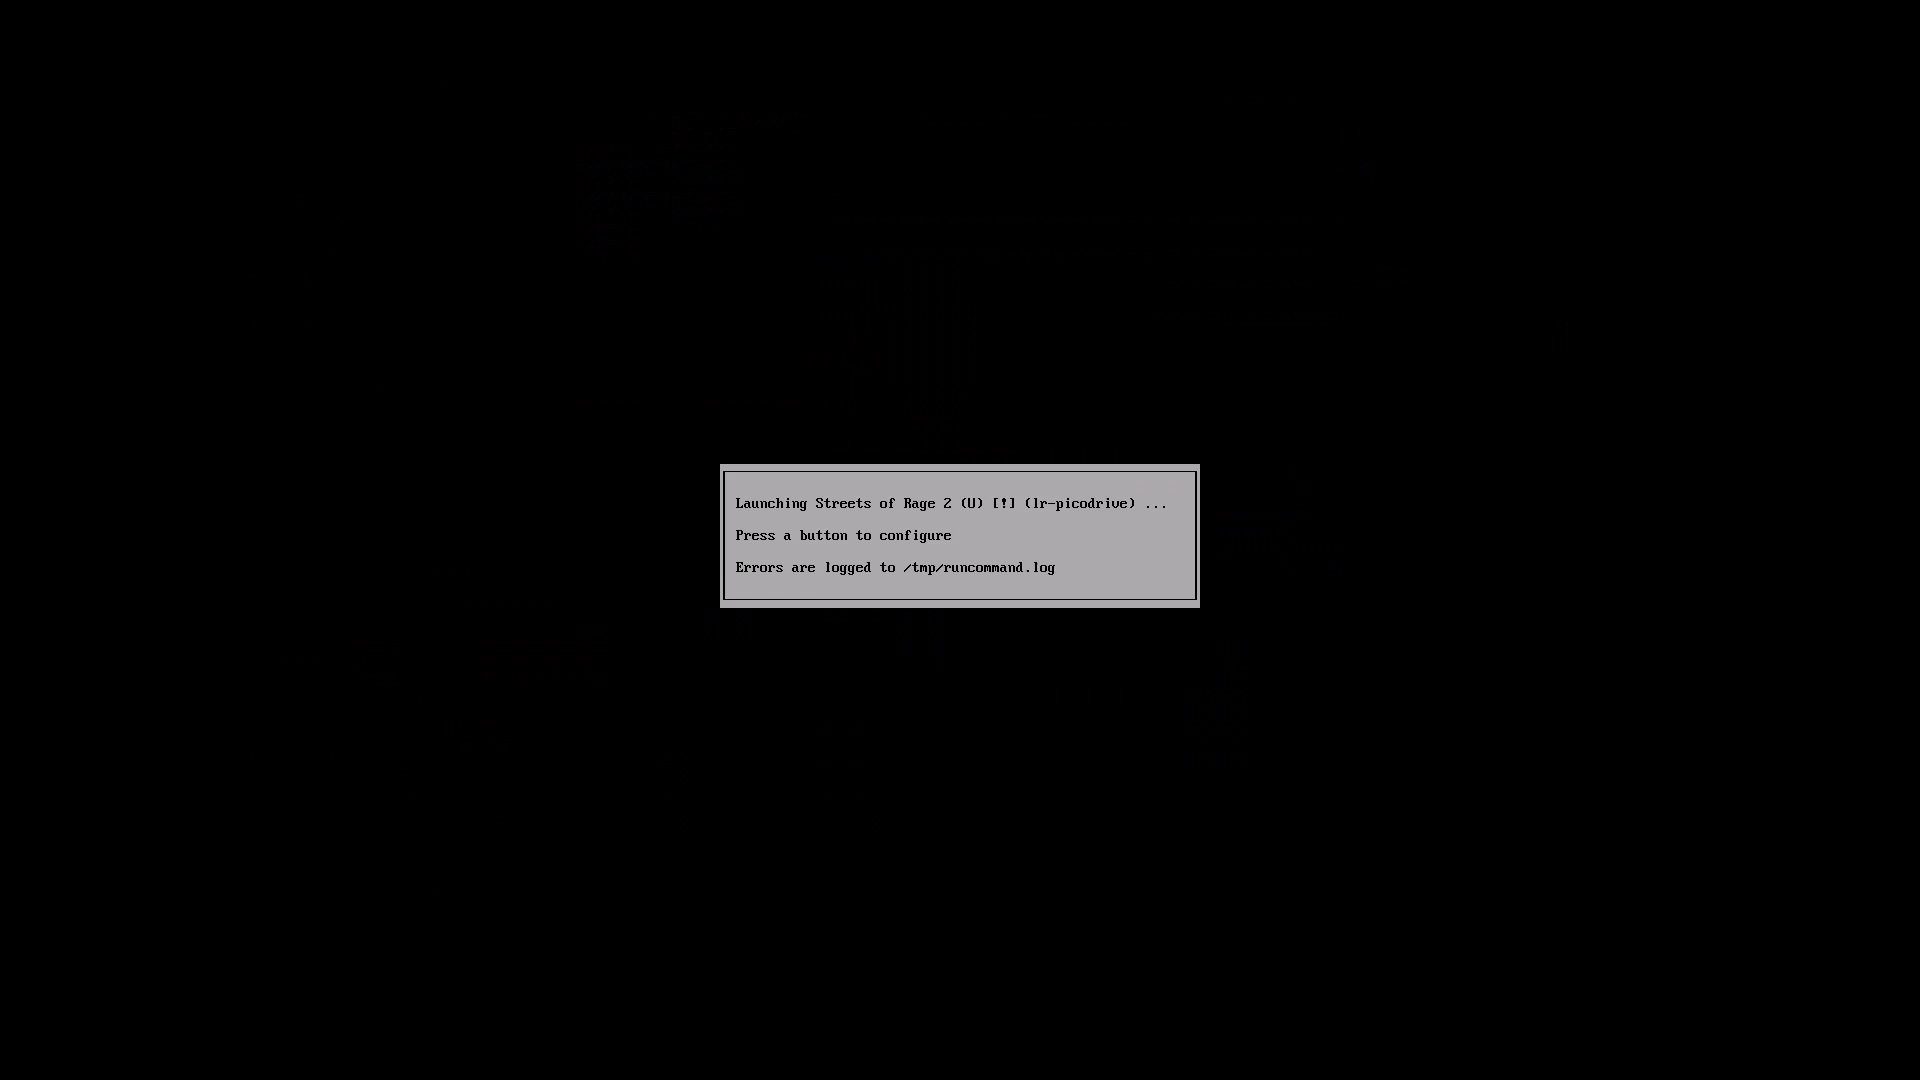 Launching Streets of Rage 2 (U) [!] (lr-picodrive) ...
Press a button to configure
Errors are logged to /tmp/runcommand.log